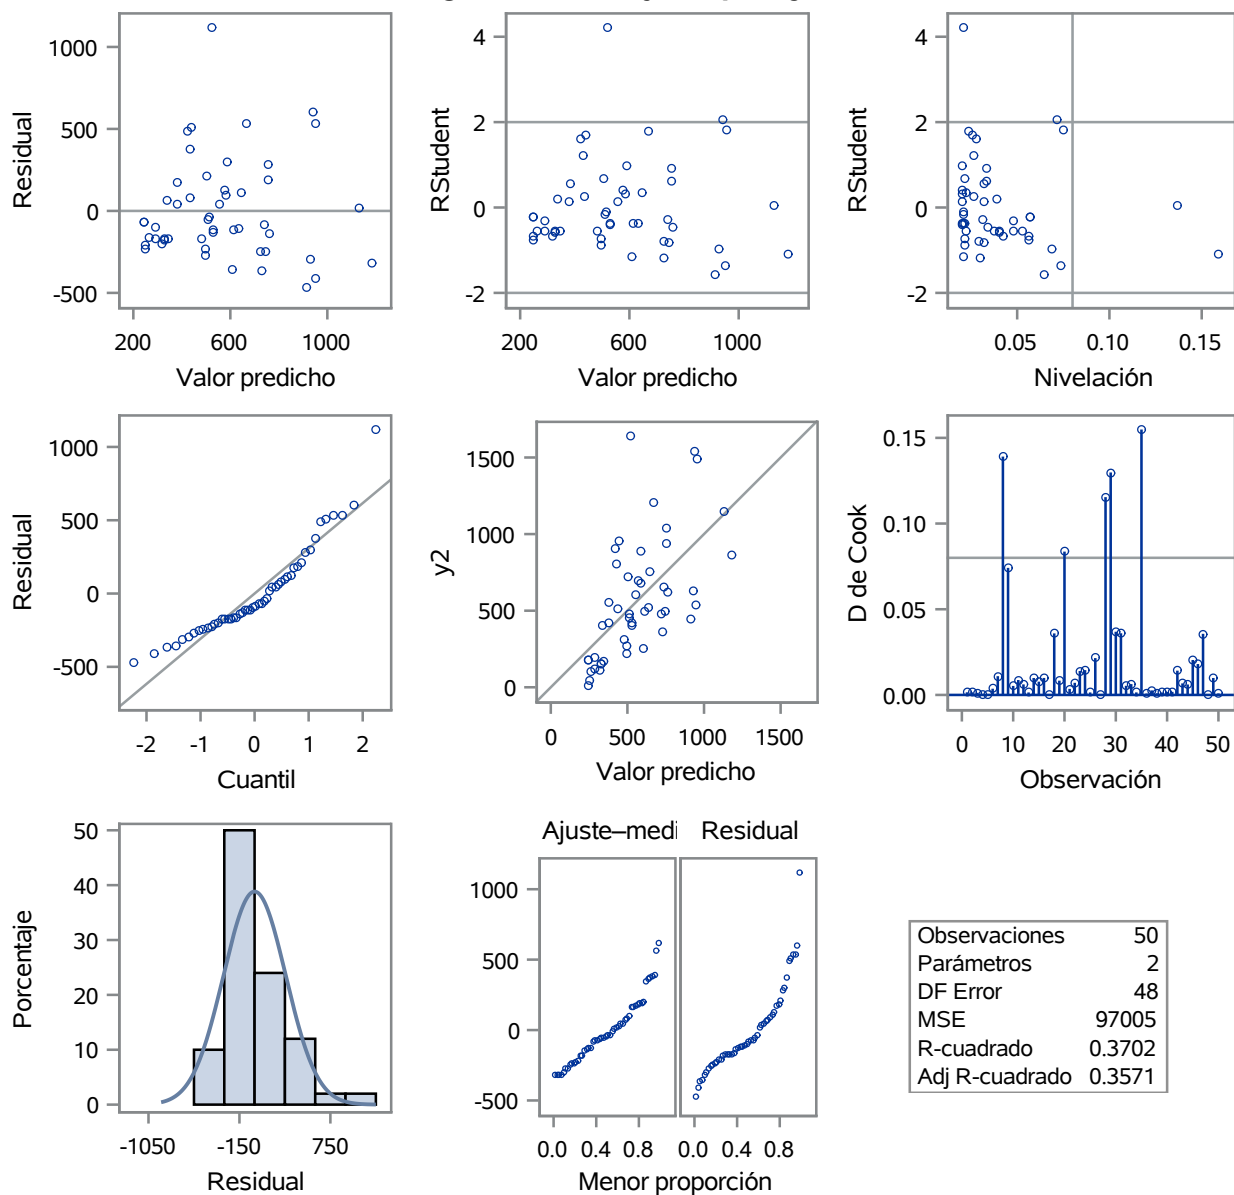 1000
500
0
-500
Residual
200
600
1000
Valor predicho
4
2
0
-2
RStudent
200
600
1000
Valor predicho
4
2
0
-2
RStudent
0.05
0.10
0.15
Nivelación
1000
500
0
-500
Residual
-2
-1
0
1
2
Cuantil
1500
1000
500
0
y2
0
500
1000
1500
Valor predicho
0.15
0.10
0.05
0.00
D de Cook
0
10
20
30
40
50
Observación
50
40
30
20
10
0
Porcentaje
-1050
-150
750
Residual
Ajuste–medi
Residual
1000
500
0
-500
0.0
0.4
0.8
0.0
0.4
0.8
Menor proporción
Observaciones 50
Parámetros 2
DF Error 48
MSE 97005
R-cuadrado 0.3702
Adj R-cuadrado 0.3571